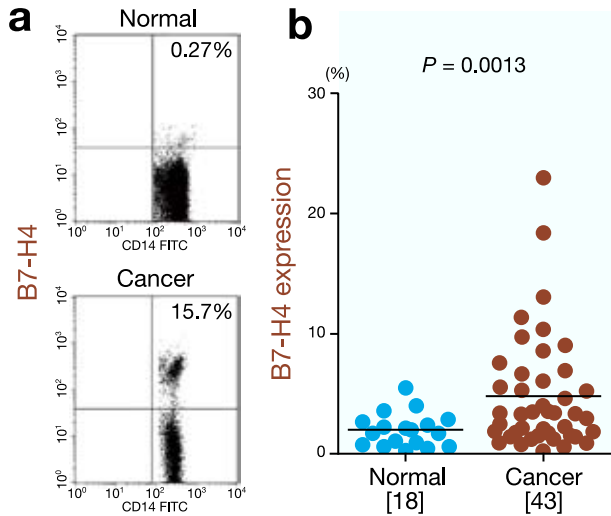 a
Normal
0.27%
10⁴
10³
10²
10¹
10⁰
10⁰ 10¹ 10² 10³ 10⁴
CD14 FITC
B7-H4
Cancer
15.7%
10⁴
10³
10²
10¹
10⁰
10⁰ 10¹ 10² 10³ 10⁴
CD14 FITC
b
P = 0.0013
(%)
30
20
10
0
B7-H4 expression
Normal Cancer
[18] [43]